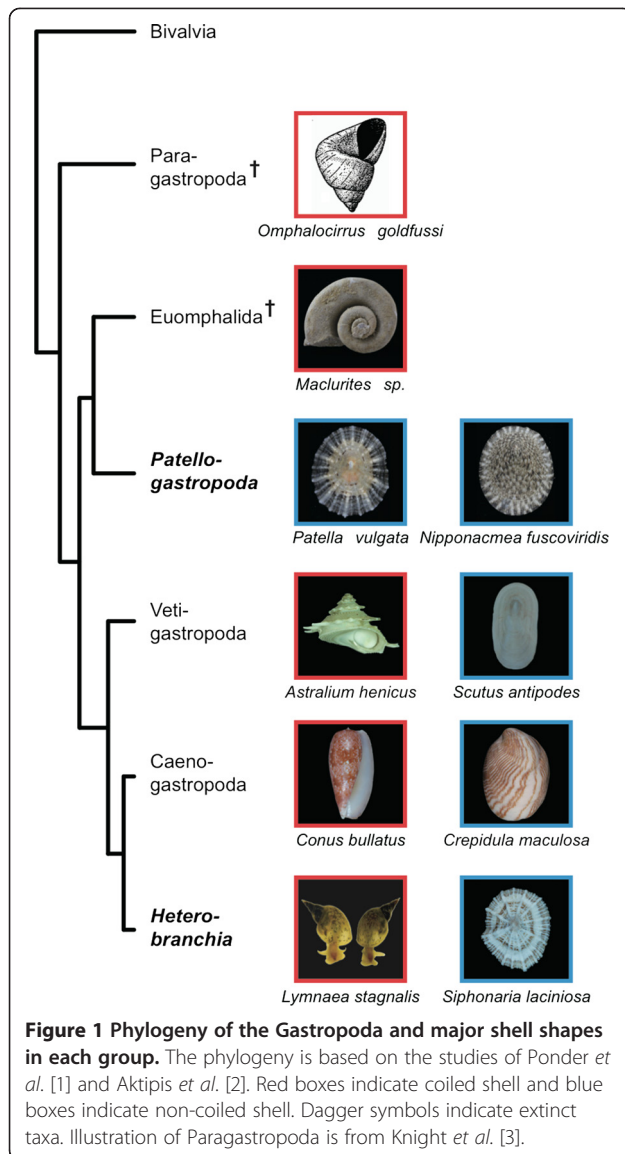 Bivalvia
Para-
gastropoda†
Omphalocirrus goldfussi
Euomphalida†
Maclurites sp.
Patello-
gastropoda
Patella vulgata Nipponacmea fuscoviridis
Veti-
gastropoda
Astralium henicus Scutus antipodes
Caeno-
gastropoda
Conus bullatus Crepidula maculosa
Hetero-
branchia
Lymnaea stagnalis Siphonaria laciniosa
Figure 1 Phylogeny of the Gastropoda and major shell shapes
in each group. The phylogeny is based on the studies of Ponder et
al. [1] and Aktipis et al. [2]. Red boxes indicate coiled shell and blue
boxes indicate non-coiled shell. Dagger symbols indicate extinct
taxa. Illustration of Paragastropoda is from Knight et al. [3].